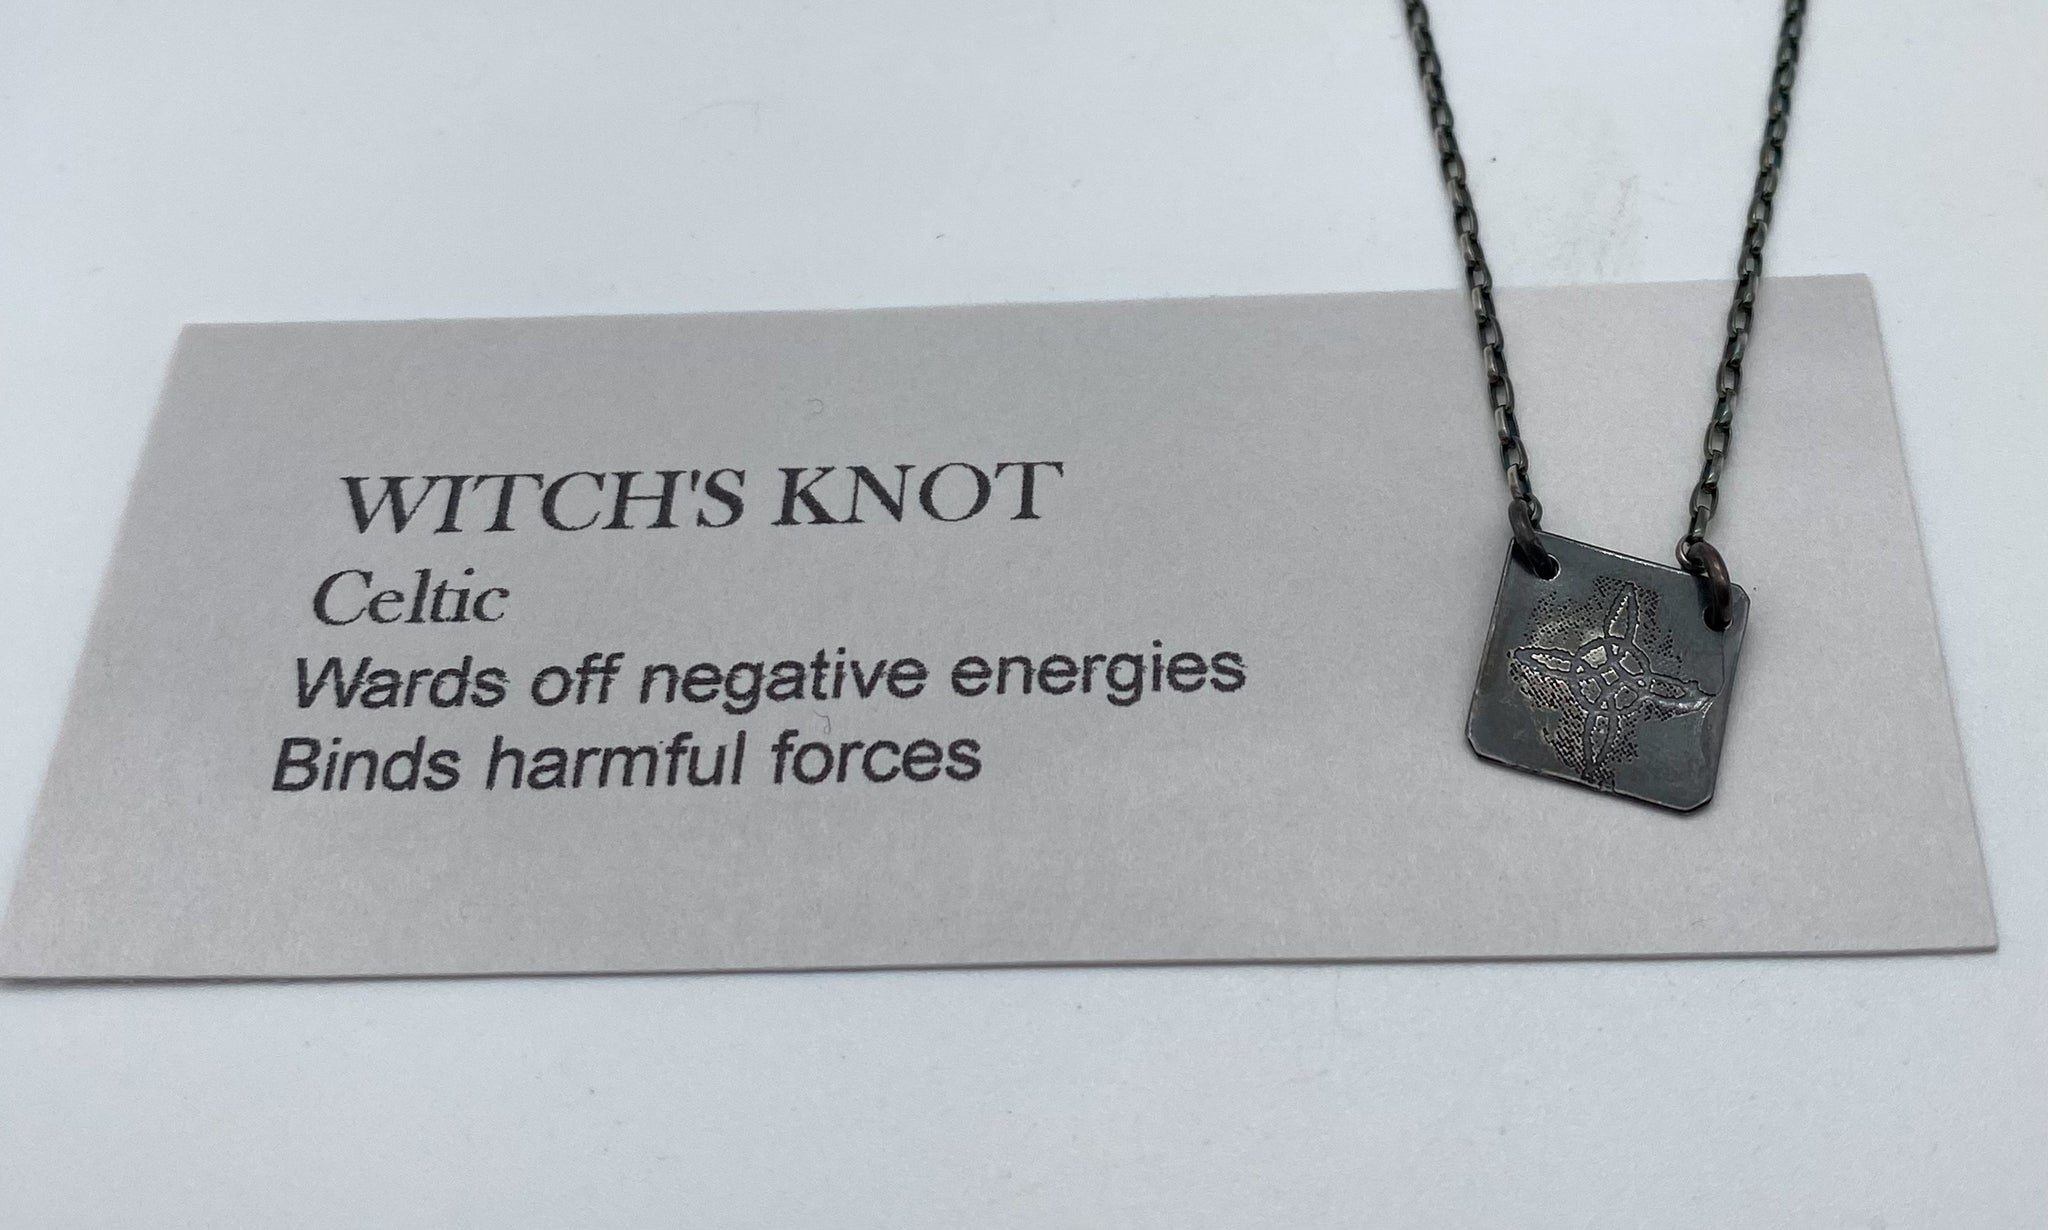 WITCH'S KNOT
Celtic
Wards off negative energies
Binds harmful forces